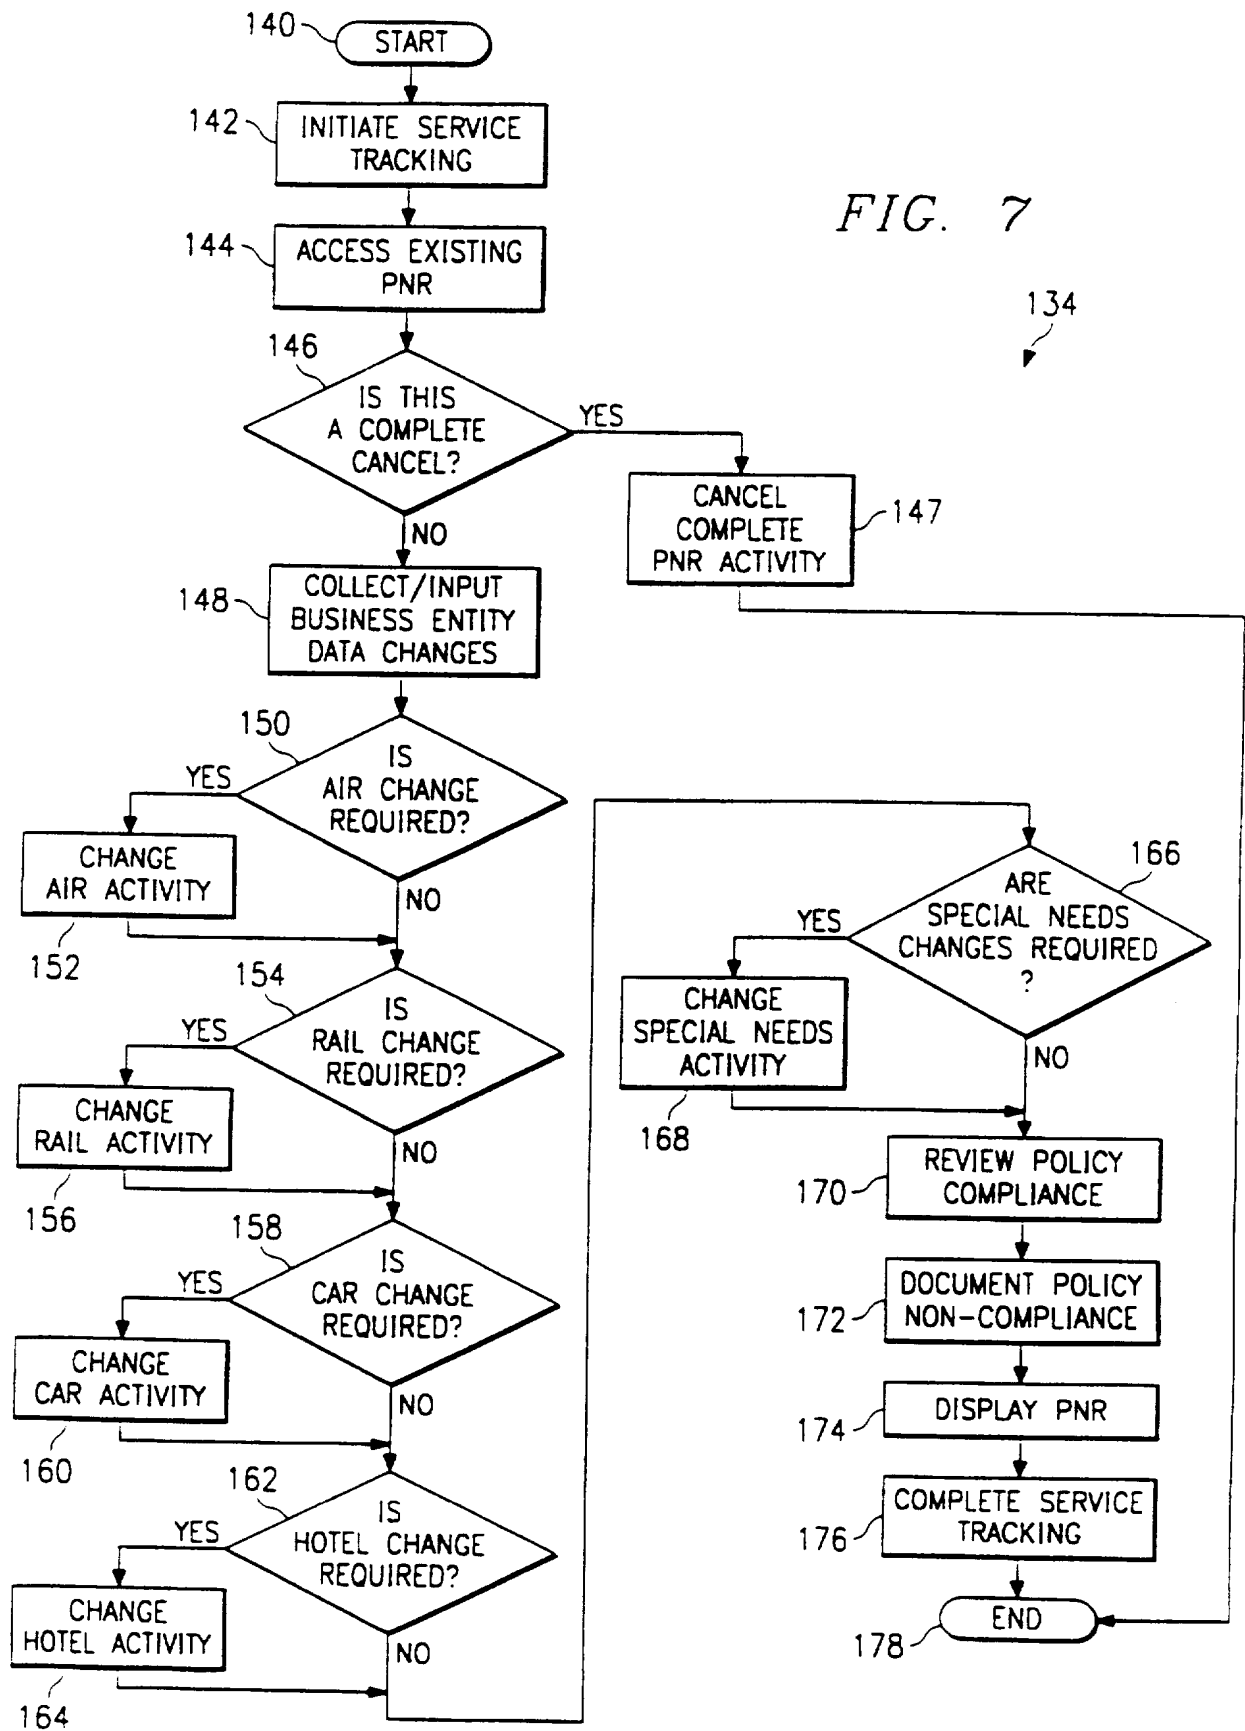 140
START
142
INITIATE SERVICE
TRACKING
FIG. 7
144
ACCESS EXISTING
PNR
134
146
IS THIS
A COMPLETE
CANCEL?
YES
NO
CANCEL
COMPLETE
PNR ACTIVITY
147
148
COLLECT/INPUT
BUSINESS ENTITY
DATA CHANGES
150
IS
AIR CHANGE
REQUIRED?
YES
NO
CHANGE
AIR ACTIVITY
152
154
IS
RAIL CHANGE
REQUIRED?
YES
NO
CHANGE
RAIL ACTIVITY
156
158
IS
CAR CHANGE
REQUIRED?
YES
NO
CHANGE
CAR ACTIVITY
160
162
IS
HOTEL CHANGE
REQUIRED?
YES
NO
CHANGE
HOTEL ACTIVITY
164
166
ARE
SPECIAL NEEDS
CHANGES REQUIRED
?
YES
NO
CHANGE
SPECIAL NEEDS
ACTIVITY
168
170
REVIEW POLICY
COMPLIANCE
172
DOCUMENT POLICY
NON-COMPLIANCE
174
DISPLAY PNR
176
COMPLETE SERVICE
TRACKING
178
END